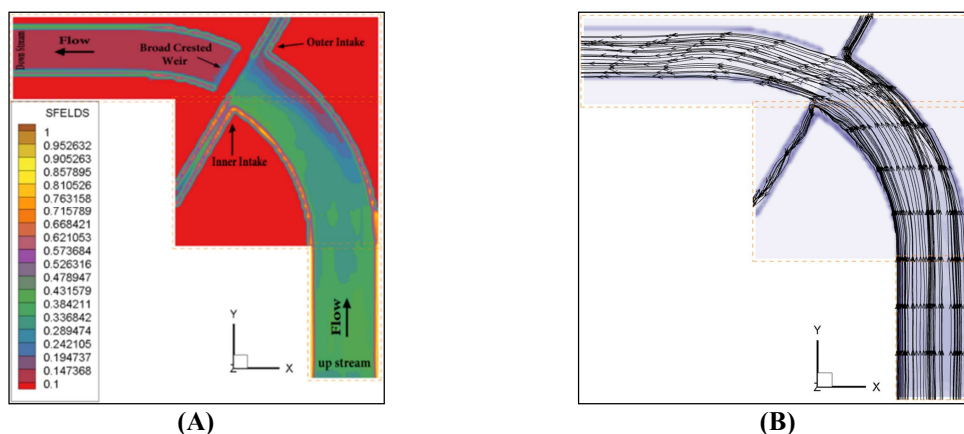 Down Stream
Flow
Broad Crested
Weir
Outer Intake
SFELDS
1
0.952632
0.905263
0.857895
0.810526
0.763158
0.715789
0.668421
0.621053
0.573684
0.526316
0.478947
0.431579
0.384211
0.336842
0.289474
0.242105
0.194737
0.147368
0.1
Inner Intake
Flow
up stream
Y
Z
X
(A)
Y
Z
X
(B)